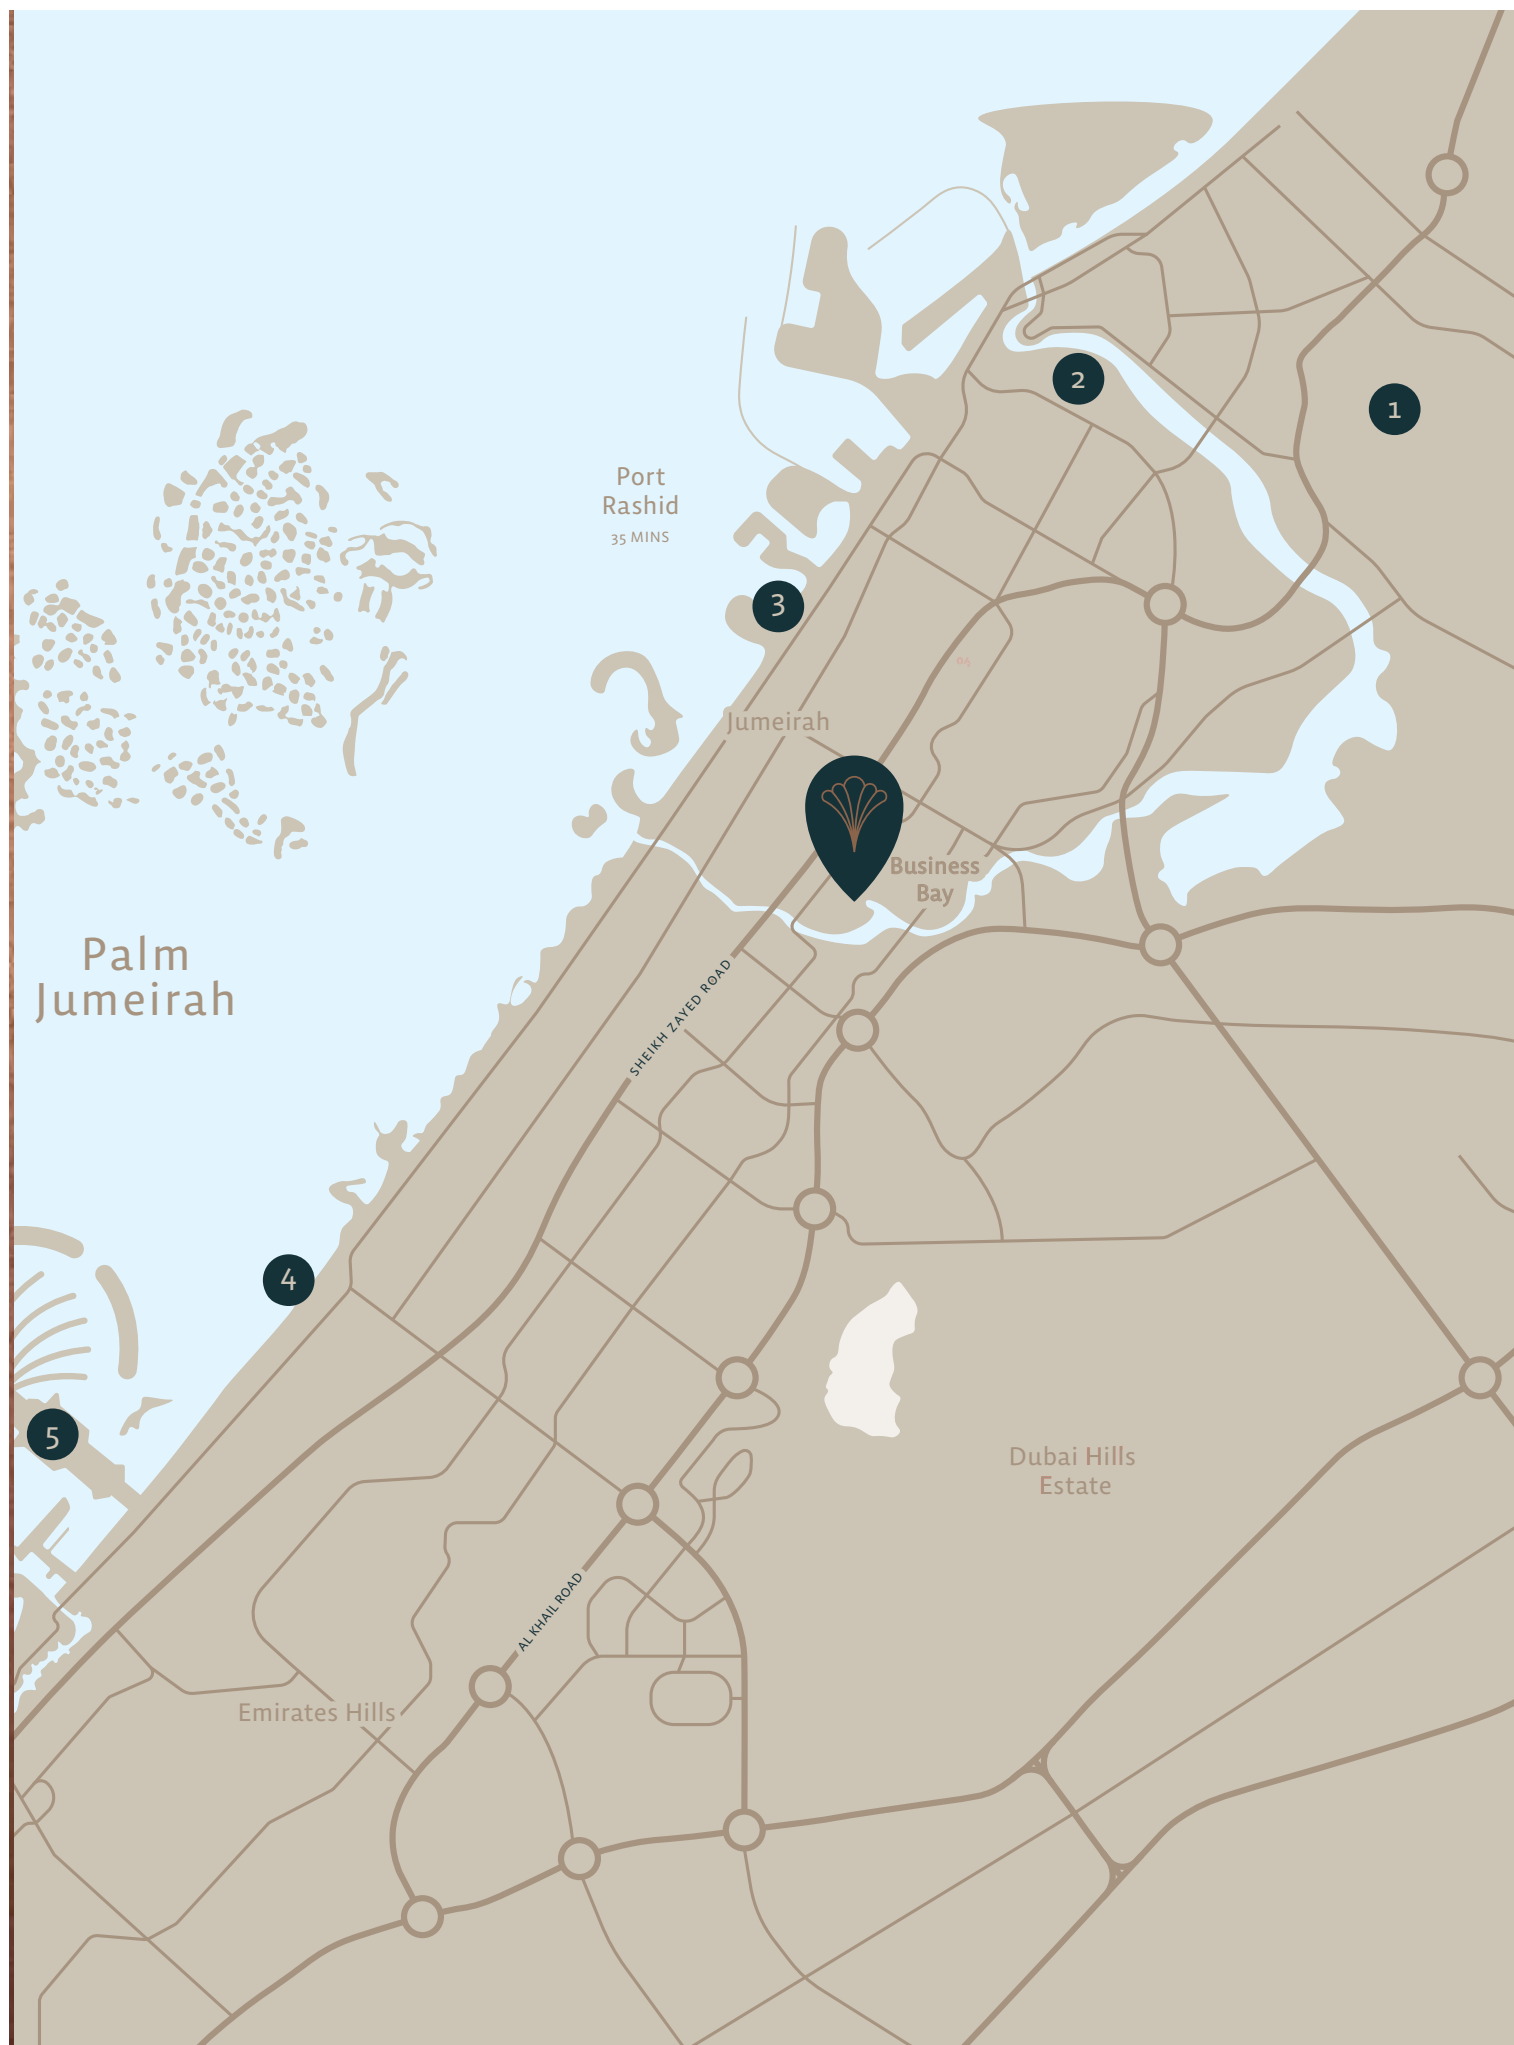 2
1
Port
Rashid
35 MINS
3
Jumeirah
Business
Bay
Palm
Jumeirah
SHEIKH ZAYED ROAD
4
5
Dubai Hills
Estate
AL KHAIL ROAD
Emirates Hills